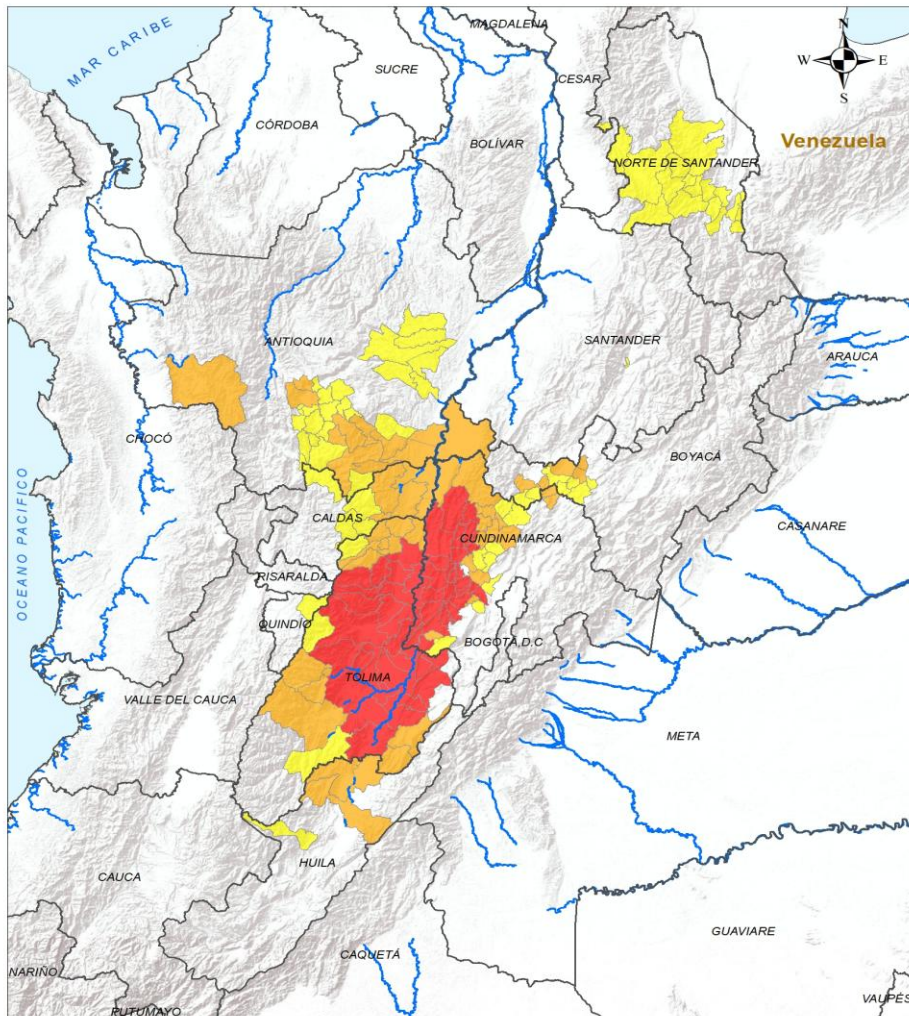 MAGDALENA
MAR CARIBE
N
SUCRE
CESAR
W
E
S
CÓRDOBA
BOLÍVAR
Venezuela
NORTE DE SANTANDER
ANTIOQUIA
SANTANDER
ARAUCA
CHOCÓ
BOYACÁ
CALDAS
CUNDINAMARCA
CASANARE
OCEANO PACIFICO
RISARALDA
QUINDÍO
BOGOTÁ,D.C
TOLIMA
VALLE DEL CAUCA
META
HUILA
CAUCA
GUAVIARE
CAQUETÁ
NARIÑO
VAUPÉS
PUTUMAYO